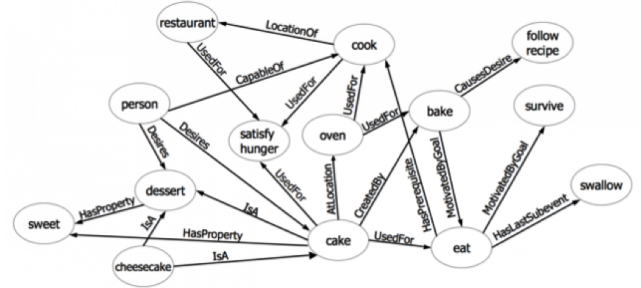 restaurant
LocationOf
cook
follow
recipe
UsedFor
CapableOf
UsedFor
UsedFor
CausesDesire
person
bake
survive
Desires
Desires
satisfy
hunger
oven
UsedFor
UsedFor
AtLocation
CreatedBy
HasPrerequisite
MotivatedByGoal
MotivatedByGoal
swallow
dessert
HasProperty
IsA
IsA
sweet
HasProperty
cake
UsedFor
eat
HasLastSubevent
cheesecake
IsA